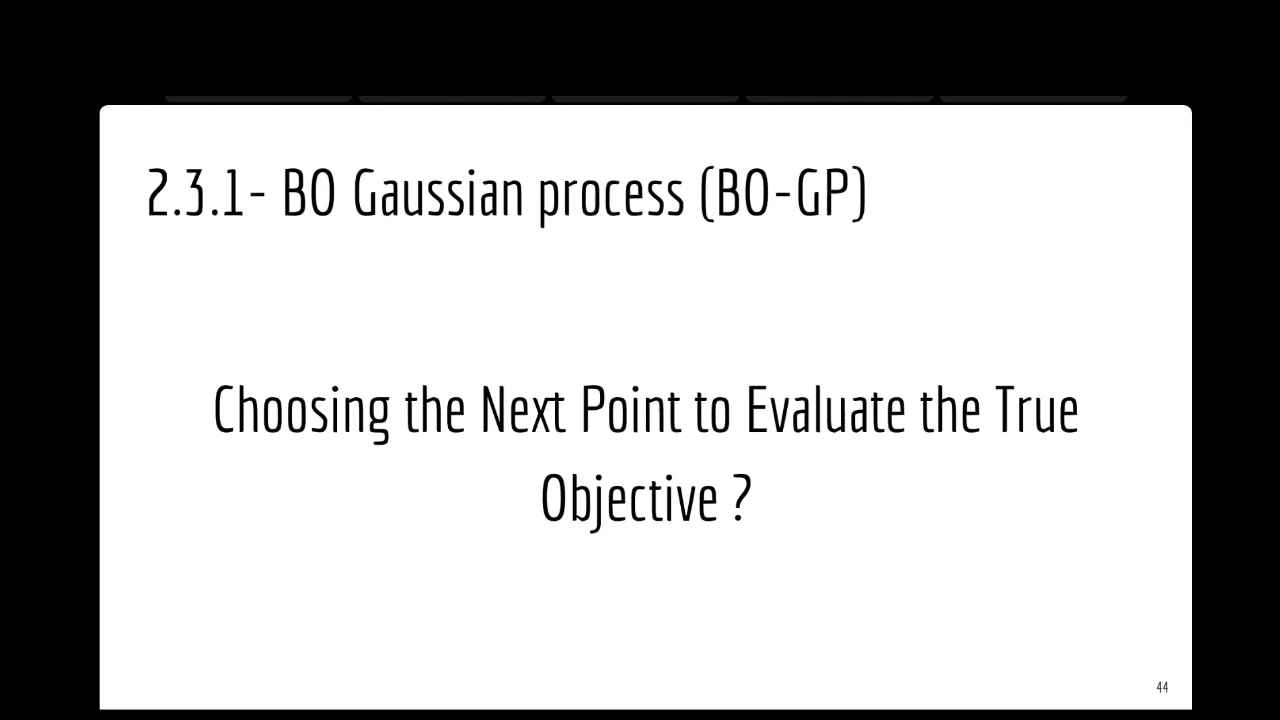 2.3.1- BO Gaussian process (BO-GP)
Choosing the Next Point to Evaluate the True
Objective ?
44